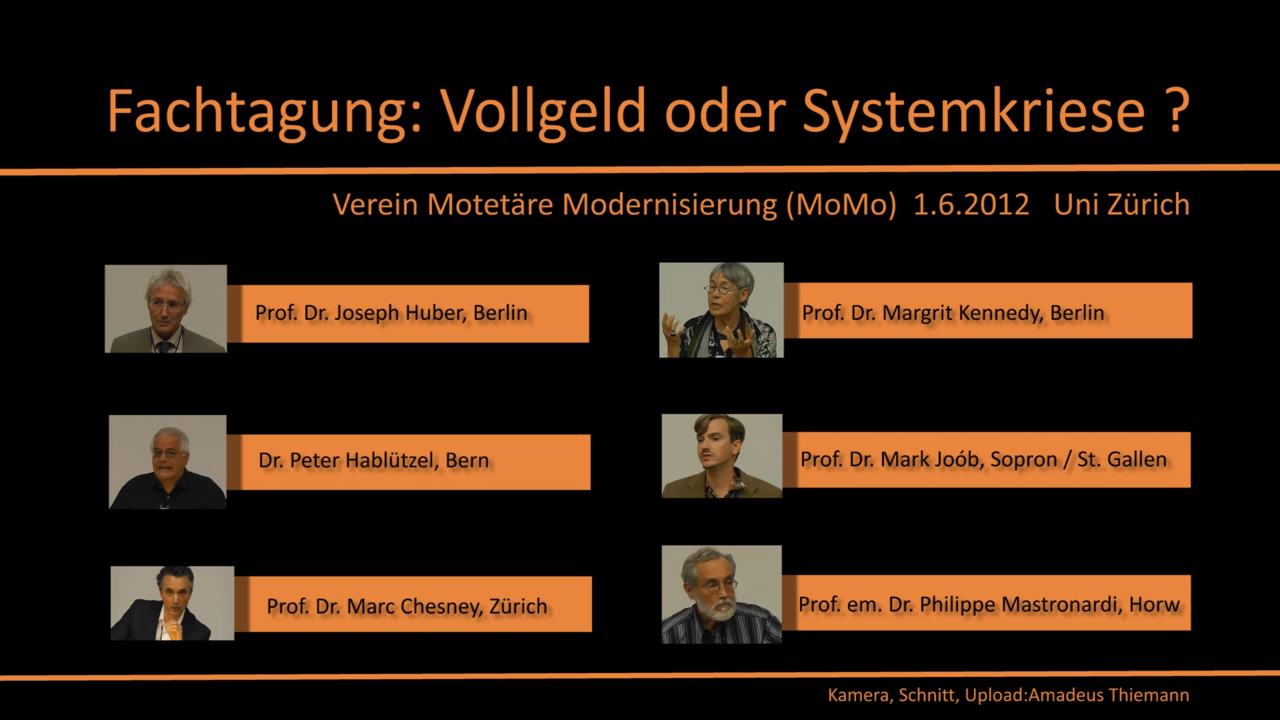 Fachtagung: Vollgeld oder Systemkriese ?
Verein Motetäre Modernisierung (MoMo) 1.6.2012 Uni Zürich
Prof. Dr. Joseph Huber, Berlin
Prof. Dr. Margrit Kennedy, Berlin
Dr. Peter Hablützel, Bern
Prof. Dr. Mark Joób, Sopron / St. Gallen
Prof. Dr. Marc Chesney, Zürich
Prof. em. Dr. Philippe Mastronardi, Horw
Kamera, Schnitt, Upload:Amadeus Thiemann